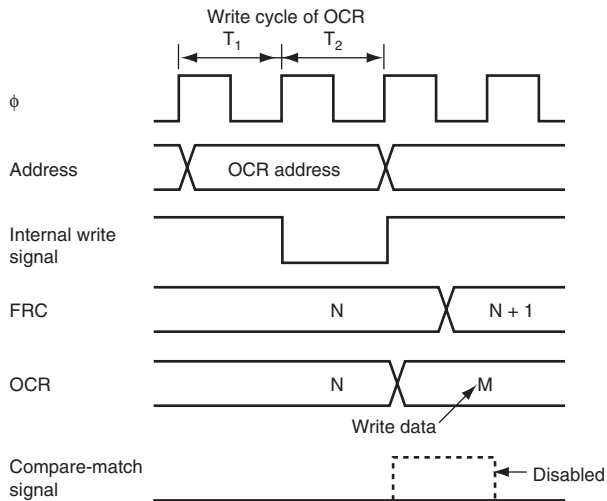 Write cycle of OCR
T1 T2
φ
Address OCR address
Internal write
signal
FRC N N + 1
OCR N M
Write data
Compare-match
signal
Disabled